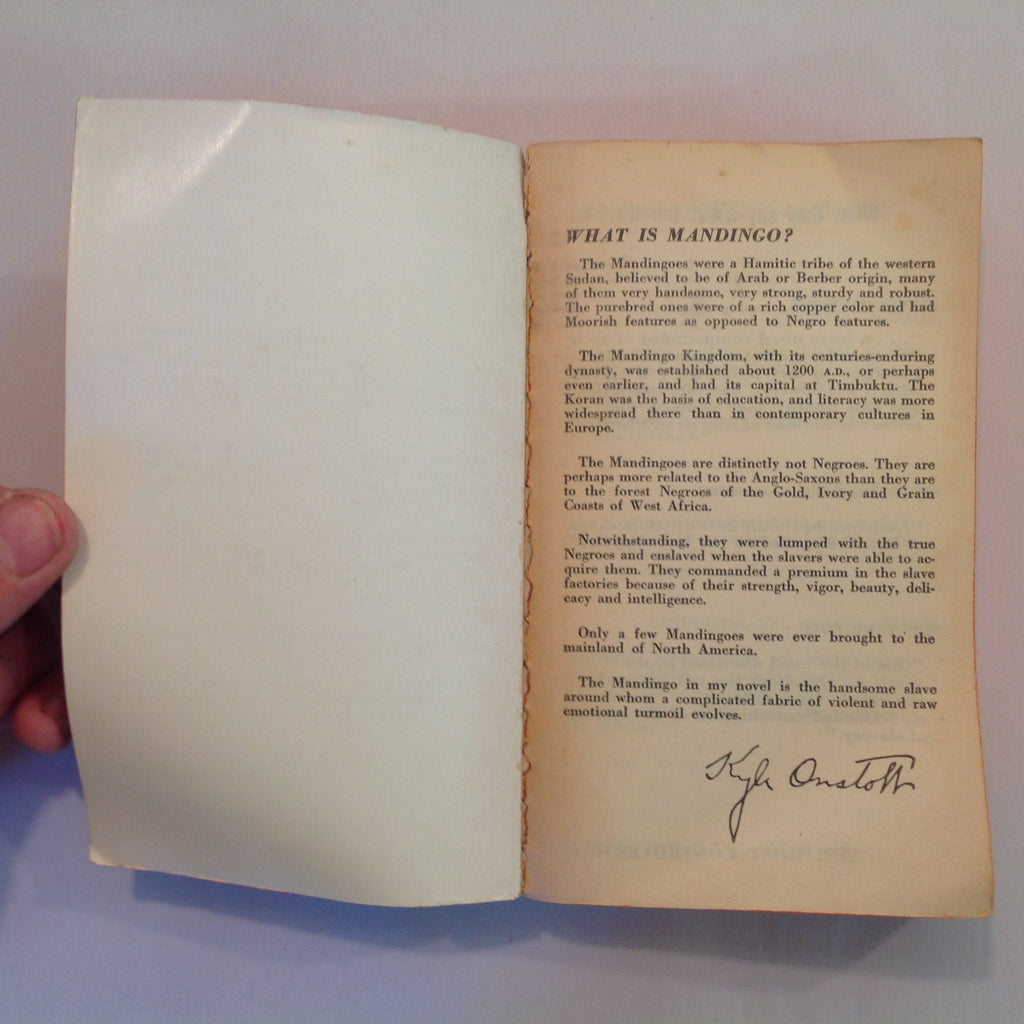 WHAT IS MANDINGO?
The Mandingoes were a Hamitic tribe of the western
Sudan, believed to be of Arab or Berber origin, many
of them very handsome, very strong, sturdy and robust.
The purebred ones were of a rich copper color and had
Moorish features as opposed to Negro features.
The Mandingo Kingdom, with its centuries-enduring
dynasty, was established about 1200 A.D., or perhaps
even earlier, and had its capital at Timbuktu. The
Koran was the basis of education, and literacy was more
widespread there than in contemporary cultures in
Europe.
The Mandingoes are distinctly not Negroes. They are
perhaps more related to the Anglo-Saxons than they are
to the forest Negroes of the Gold, Ivory and Grain
Coasts of West Africa.
Notwithstanding, they were lumped with the true
Negroes and enslaved when the slavers were able to ac-
quire them. They commanded a premium in the slave
factories because of their strength, vigor, beauty, deli-
cacy and intelligence.
Only a few Mandingoes were ever brought to the
mainland of North America.
The Mandingo in my novel is the handsome slave
around whom a complicated fabric of violent and raw
emotional turmoil evolves.
Kyle Onstott